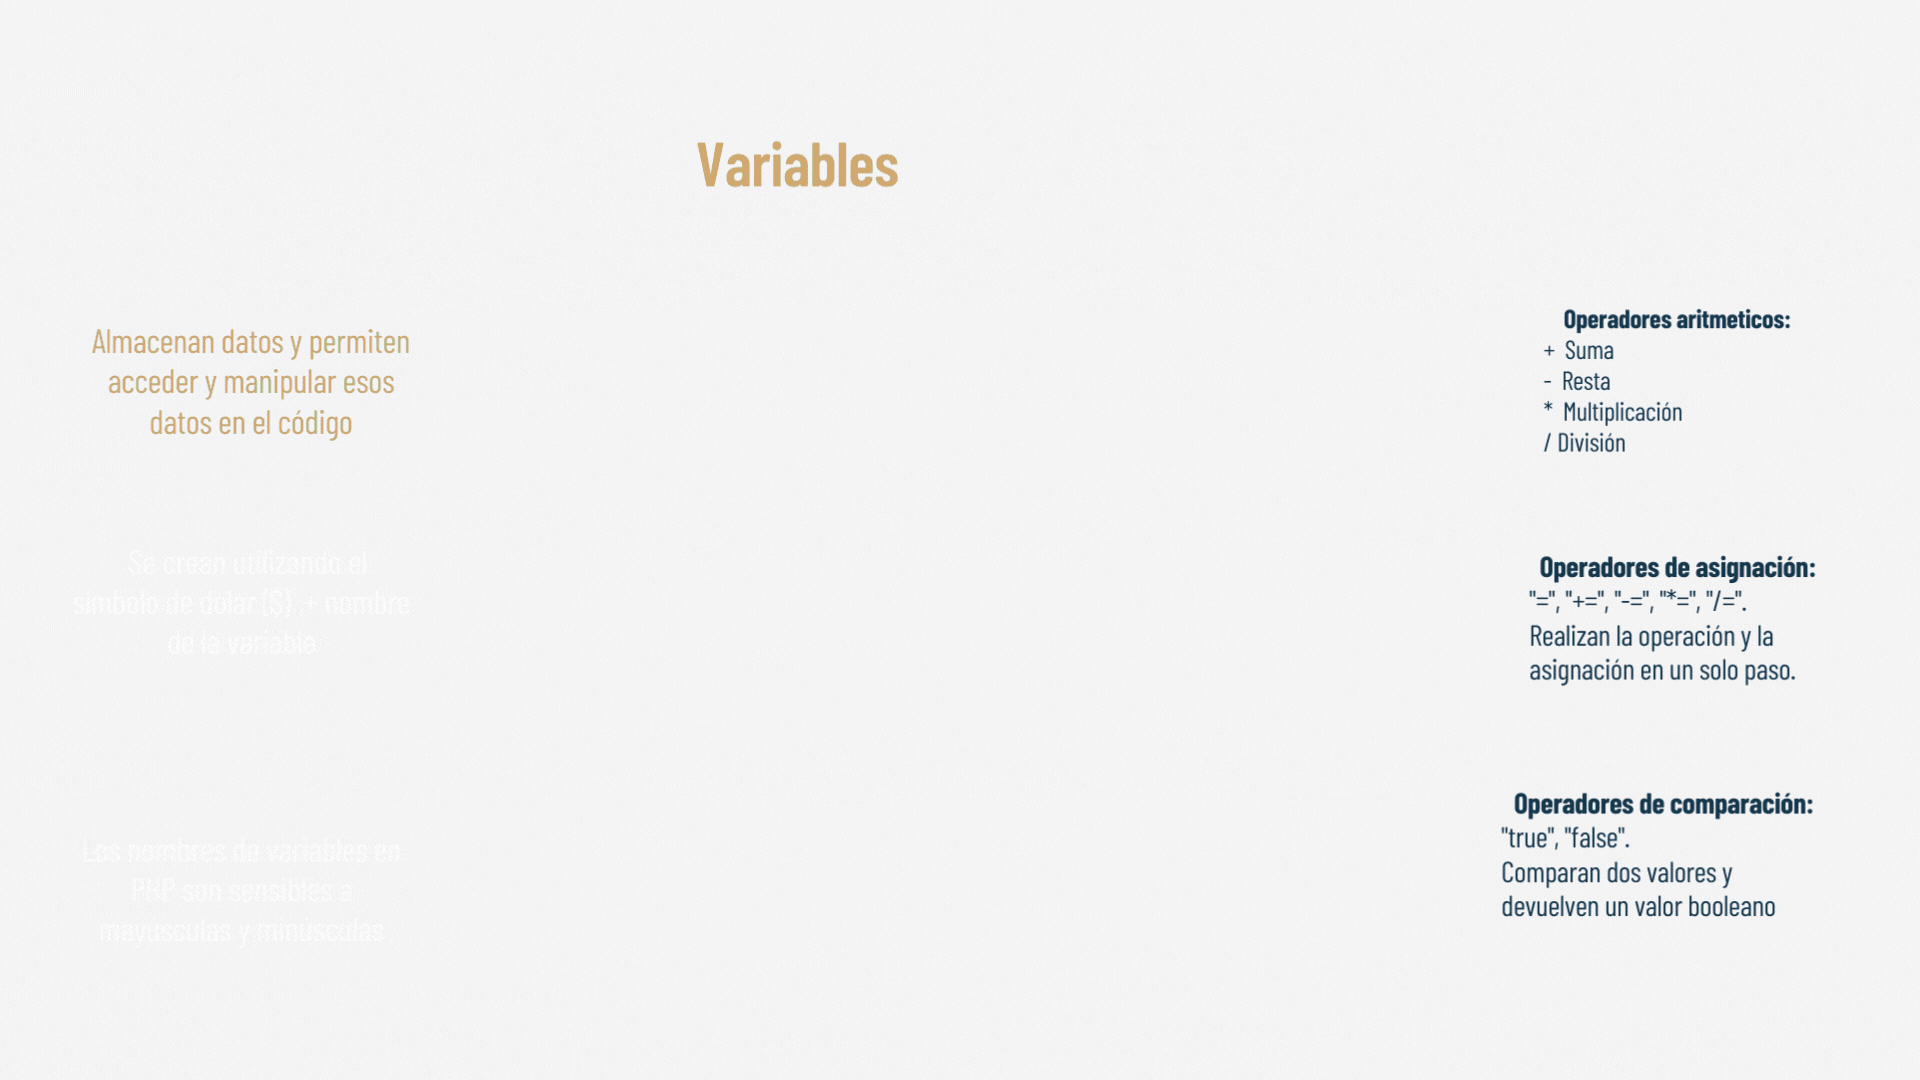 Variables
Almacenan datos y permiten
acceder y manipular esos
datos en el código
Se crean utilizando el
simbolo de dolar ($) + nombre
de la variable
Los nombres de variables en
PHP son sensibles a
mayusculas y minúsculas
Operadores aritmeticos:
+ Suma
- Resta
* Multiplicación
/ División
Operadores de asignación:
"=", "+=", "-=", "*=", "/=".
Realizan la operación y la
asignación en un solo paso.
Operadores de comparación:
"true", "false".
Comparan dos valores y
devuelven un valor booleano